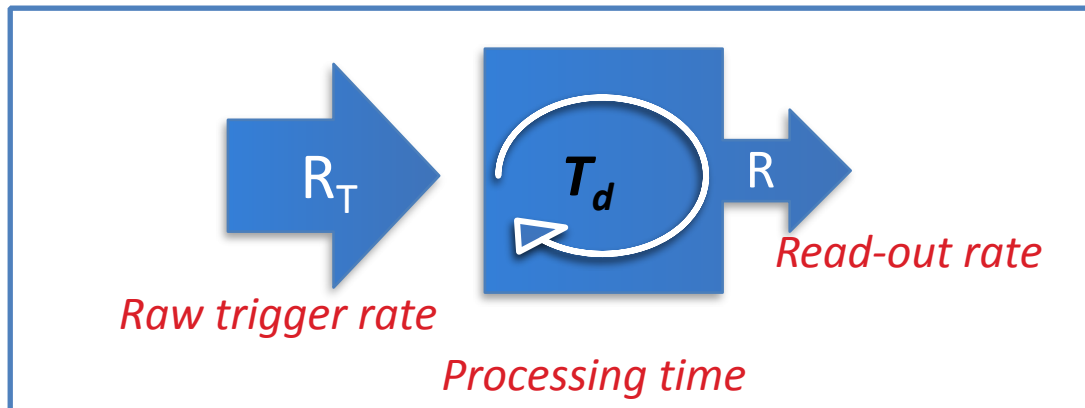 R_T
T_d
R
Read-out rate
Raw trigger rate
Processing time